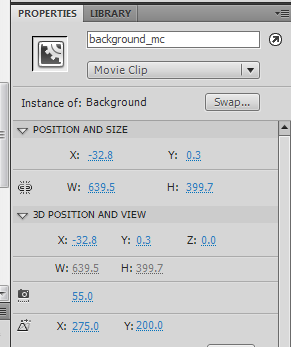 PROPERTIES LIBRARY
background_mc
Movie Clip
Instance of: Background Swap...
POSITION AND SIZE
X: -32.8 Y: 0.3
W: 639.5 H: 399.7
3D POSITION AND VIEW
X: -32.8 Y: 0.3 Z: 0.0
W: 639.5 H: 399.7
55.0
X: 275.0 Y: 200.0